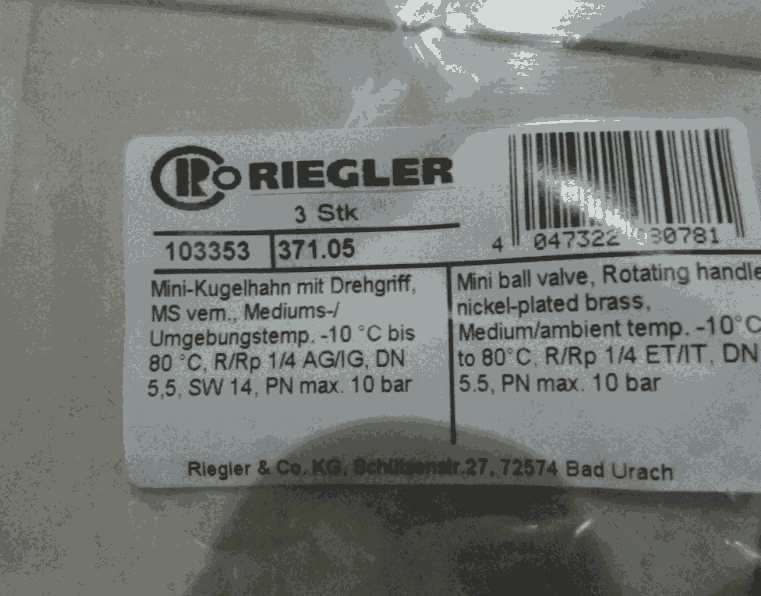 RIEGLER
3 Stk
103353 371.05
4 047322 80781
Mini-Kugelhahn mit Drehgriff,
MS vern., Mediums-/
Umgebungstemp. -10 °C bis
80 °C, R/Rp 1/4 AG/IG, DN
5,5, SW 14, PN max. 10 bar
Mini ball valve, Rotating handle
nickel-plated brass,
Medium/ambient temp. -10°C
to 80°C, R/Rp 1/4 ET/IT, DN
5.5, PN max. 10 bar
Riegler & Co. KG, Schützenstr.27, 72574 Bad Urach